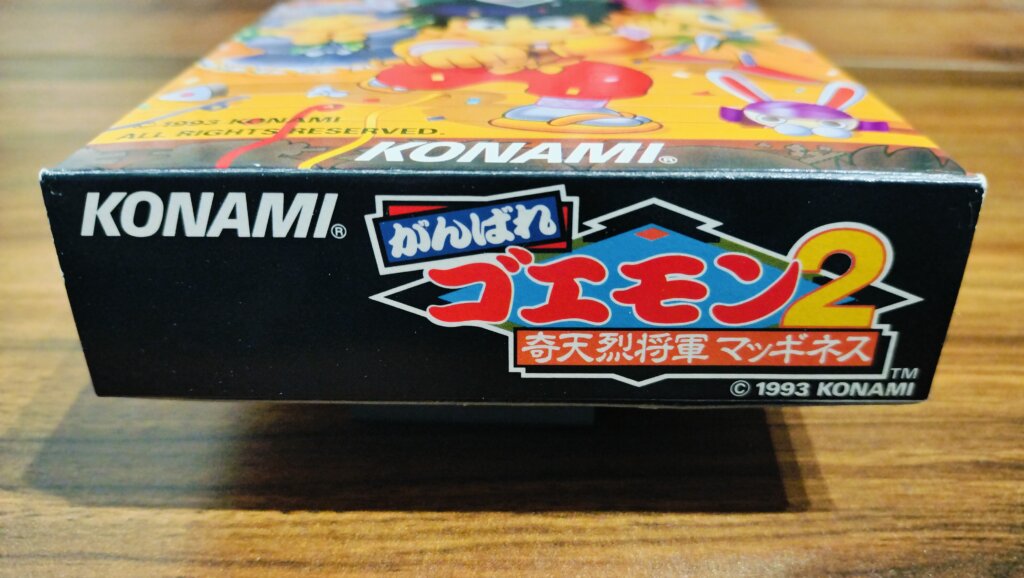 © 1993 KONAMI
ALL RIGHTS RESERVED.
KONAMI®
KONAMI®
がんばれ
ゴエモン2
奇天烈将軍 マッギネス
TM
© 1993 KONAMI